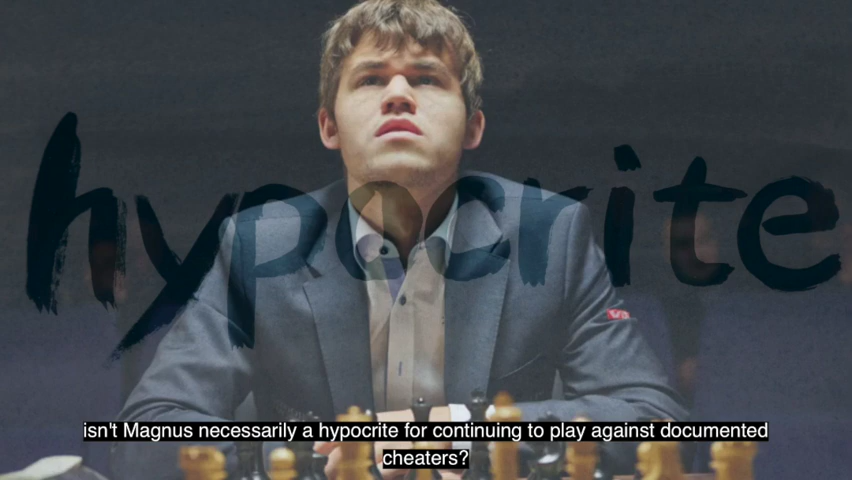 hypocrite
isn't Magnus necessarily a hypocrite for continuing to play against documented
cheaters?